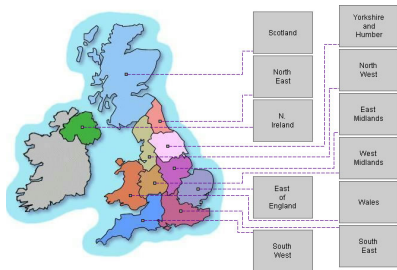 Scotland
North
East
N.
Ireland
East
of
England
South
West
Yorkshire
and
Humber
North
West
East
Midlands
West
Midlands
Wales
South
East